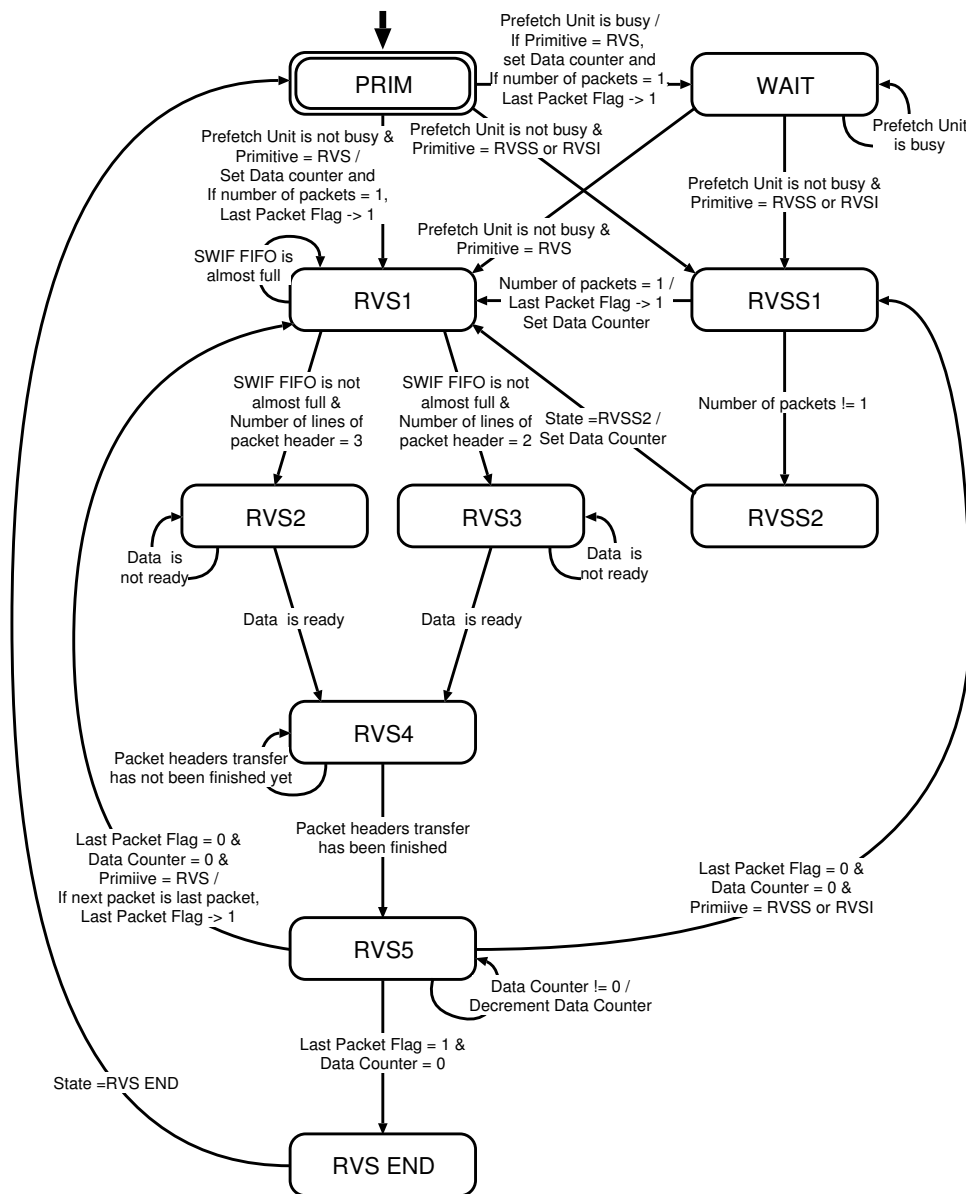 Prefetch Unit is busy /
If Primitive = RVS,
set Data counter and
If number of packets = 1,
Last Packet Flag -> 1
PRIM
WAIT
Prefetch Unit
is busy
Prefetch Unit is not busy &
Primitive = RVS /
Set Data counter and
If number of packets = 1,
Last Packet Flag -> 1
Prefetch Unit is not busy &
Primitive = RVSS or RVSI
Prefetch Unit is not busy &
Primitive = RVSS or RVSI
Prefetch Unit is not busy &
Primitive = RVS
SWIF FIFO is
almost full
RVS1
Number of packets = 1 /
Last Packet Flag -> 1
Set Data Counter
RVSS1
SWIF FIFO is not
almost full &
Number of lines of
packet header = 3
SWIF FIFO is not
almost full &
Number of lines of
packet header = 2
State =RVSS2 /
Set Data Counter
Number of packets != 1
RVS2
RVS3
RVSS2
Data is
not ready
Data is
not ready
Data is ready
Data is ready
RVS4
Packet headers transfer
has not been finished yet
Packet headers transfer
has been finished
Last Packet Flag = 0 &
Data Counter = 0 &
Primiive = RVS /
If next packet is last packet,
Last Packet Flag -> 1
Last Packet Flag = 0 &
Data Counter = 0 &
Primiive = RVSS or RVSI
RVS5
Data Counter != 0 /
Decrement Data Counter
Last Packet Flag = 1 &
Data Counter = 0
State =RVS END
RVS END